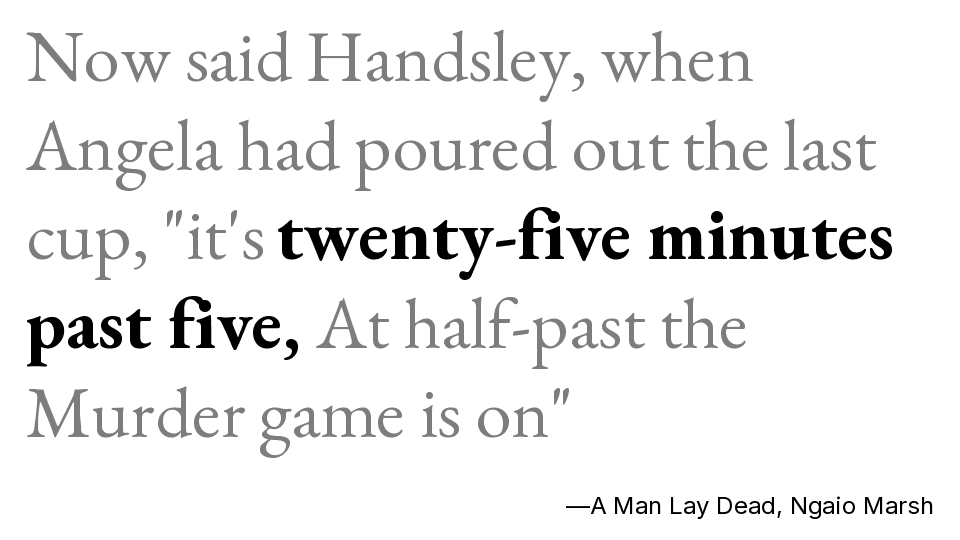 Now said Handsley, when
Angela had poured out the last
cup, "it's twenty-five minutes
past five, At half-past the
Murder game is on"
—A Man Lay Dead, Ngaio Marsh